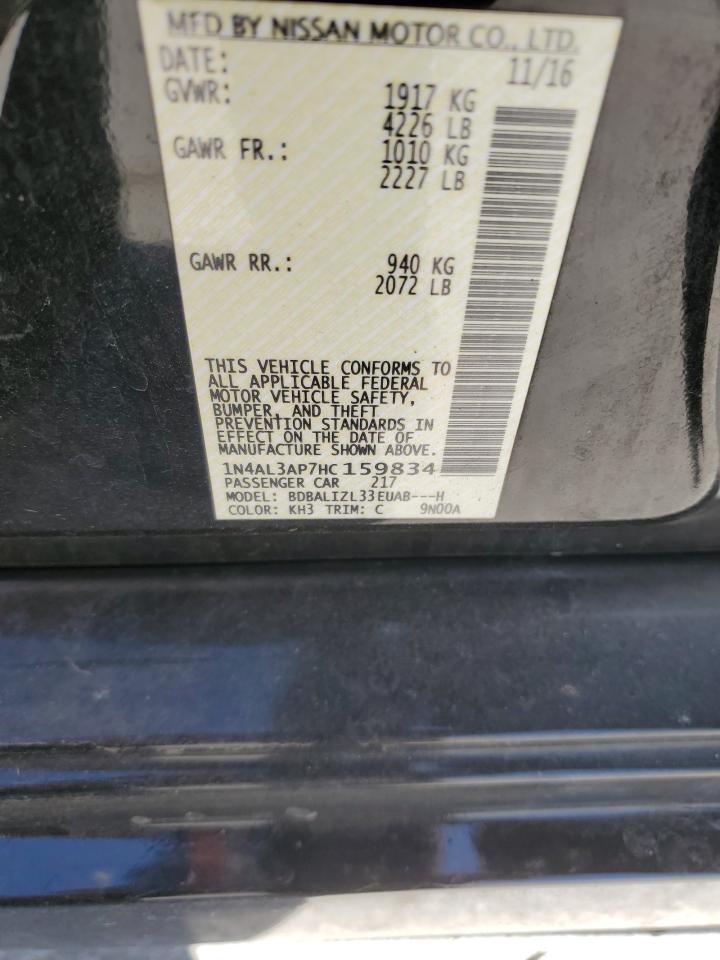 MFD BY NISSAN MOTOR CO., LTD.
DATE: 11/16
GVWR: 1917 KG
4226 LB
GAWR FR.: 1010 KG
2227 LB
GAWR RR.: 940 KG
2072 LB
THIS VEHICLE CONFORMS TO
ALL APPLICABLE FEDERAL
MOTOR VEHICLE SAFETY,
BUMPER, AND THEFT
PREVENTION STANDARDS IN
EFFECT ON THE DATE OF
MANUFACTURE SHOWN ABOVE.
1N4AL3AP7HC159834
PASSENGER CAR 217
MODEL: BDBALIZL33EUAB---H
COLOR: KH3 TRIM: C 9N00A